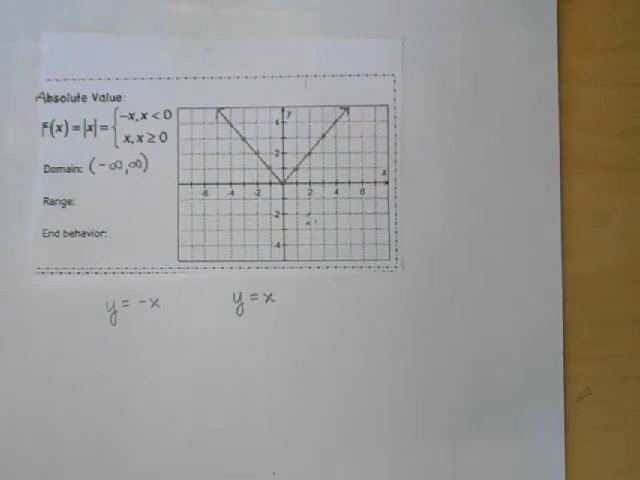 Absolute Value:
F(x) = |x| = { -x, x < 0
x, x ≥ 0
Domain: (-∞, ∞)
Range:
End behavior:
y
4
2
x
-6 -4 -2 2 4 6
-2
-4
y = -x y = x